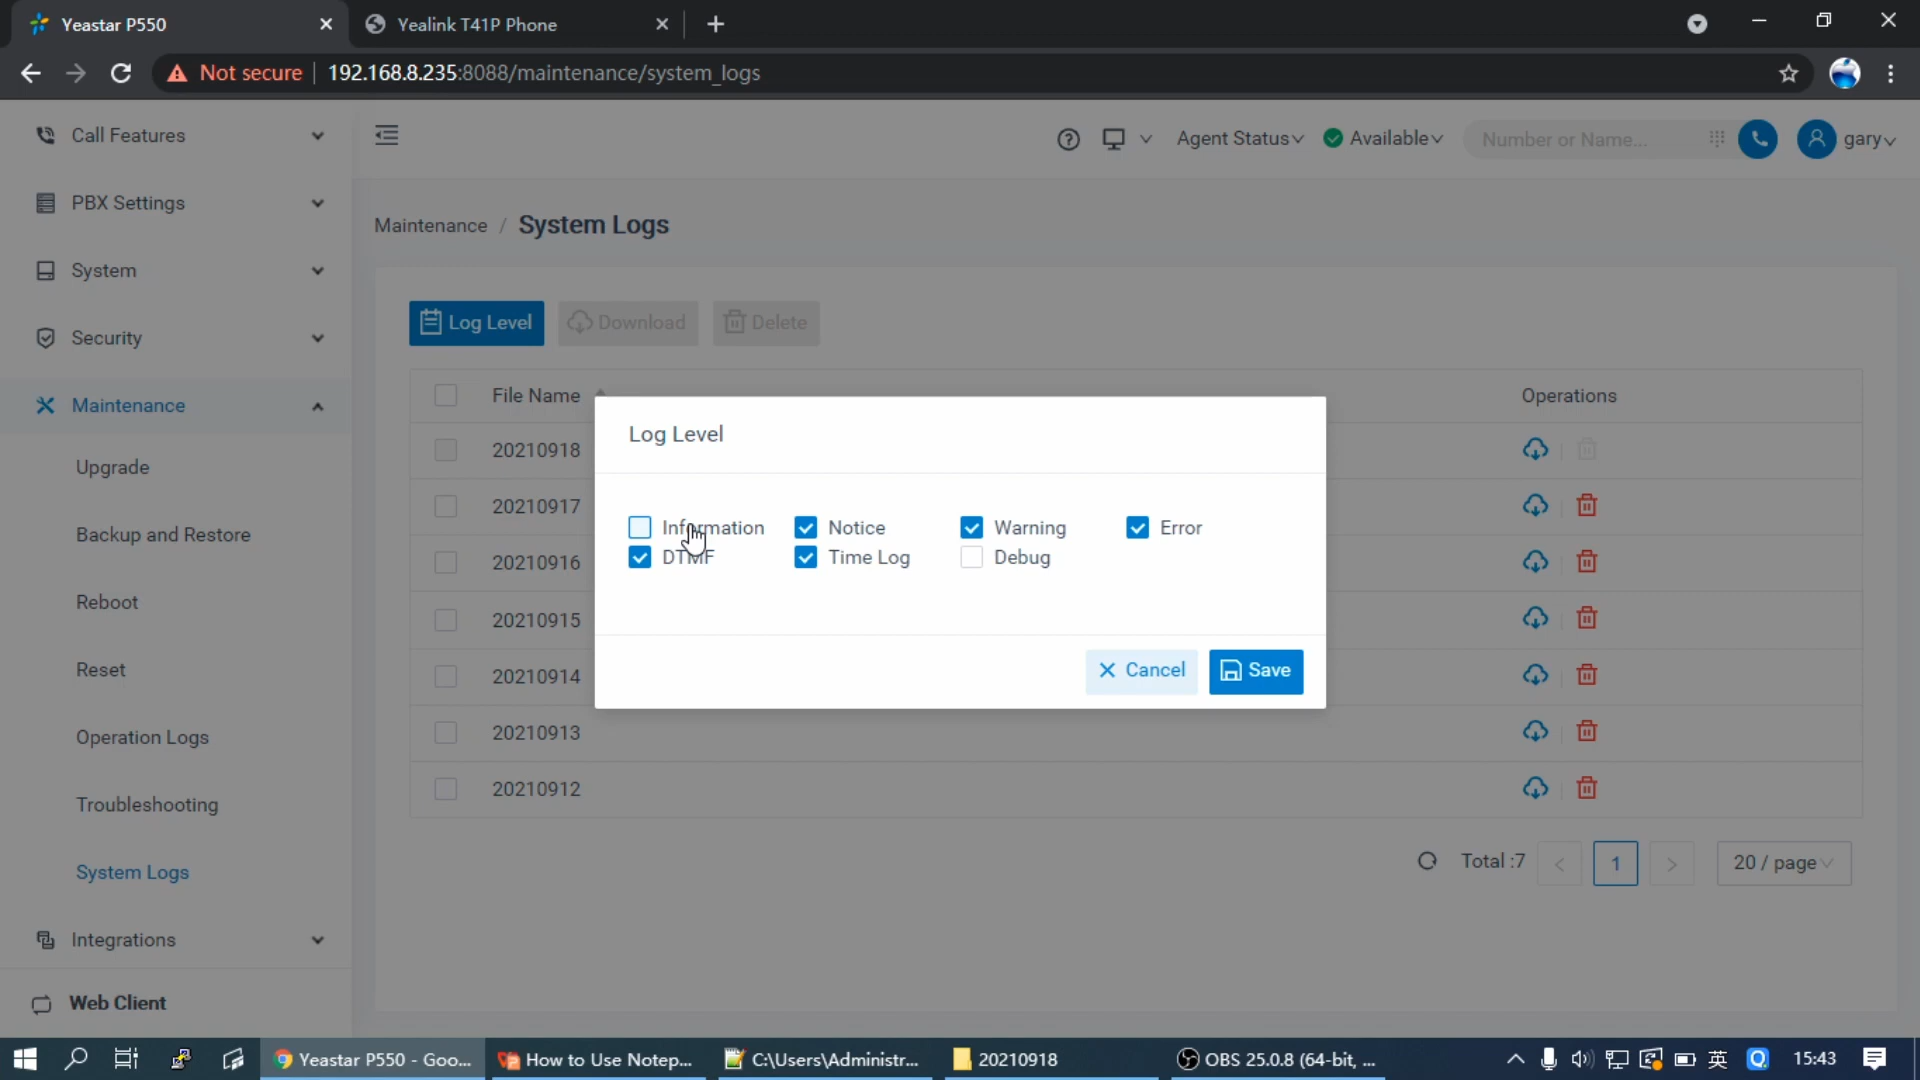 Yeastar P550
Yealink T41P Phone
Not secure 192.168.8.235:8088/maintenance/system_logs
Call Features
PBX Settings
System
Security
Maintenance
Upgrade
Backup and Restore
Reboot
Reset
Operation Logs
Troubleshooting
System Logs
Integrations
Web Client
Agent Status
Available
Number or Name...
gary
Maintenance / System Logs
Log Level
Download
Delete
File Name
Operations
20210918
20210917
20210916
20210915
20210914
20210913
20210912
Log Level
Information
Notice
Warning
Error
DTMF
Time Log
Debug
Cancel
Save
Total :7
<
1
>
20 / page
Yeastar P550 - Goo...
How to Use Notep...
C:\Users\Administr...
20210918
OBS 25.0.8 (64-bit, ...
英
15:43